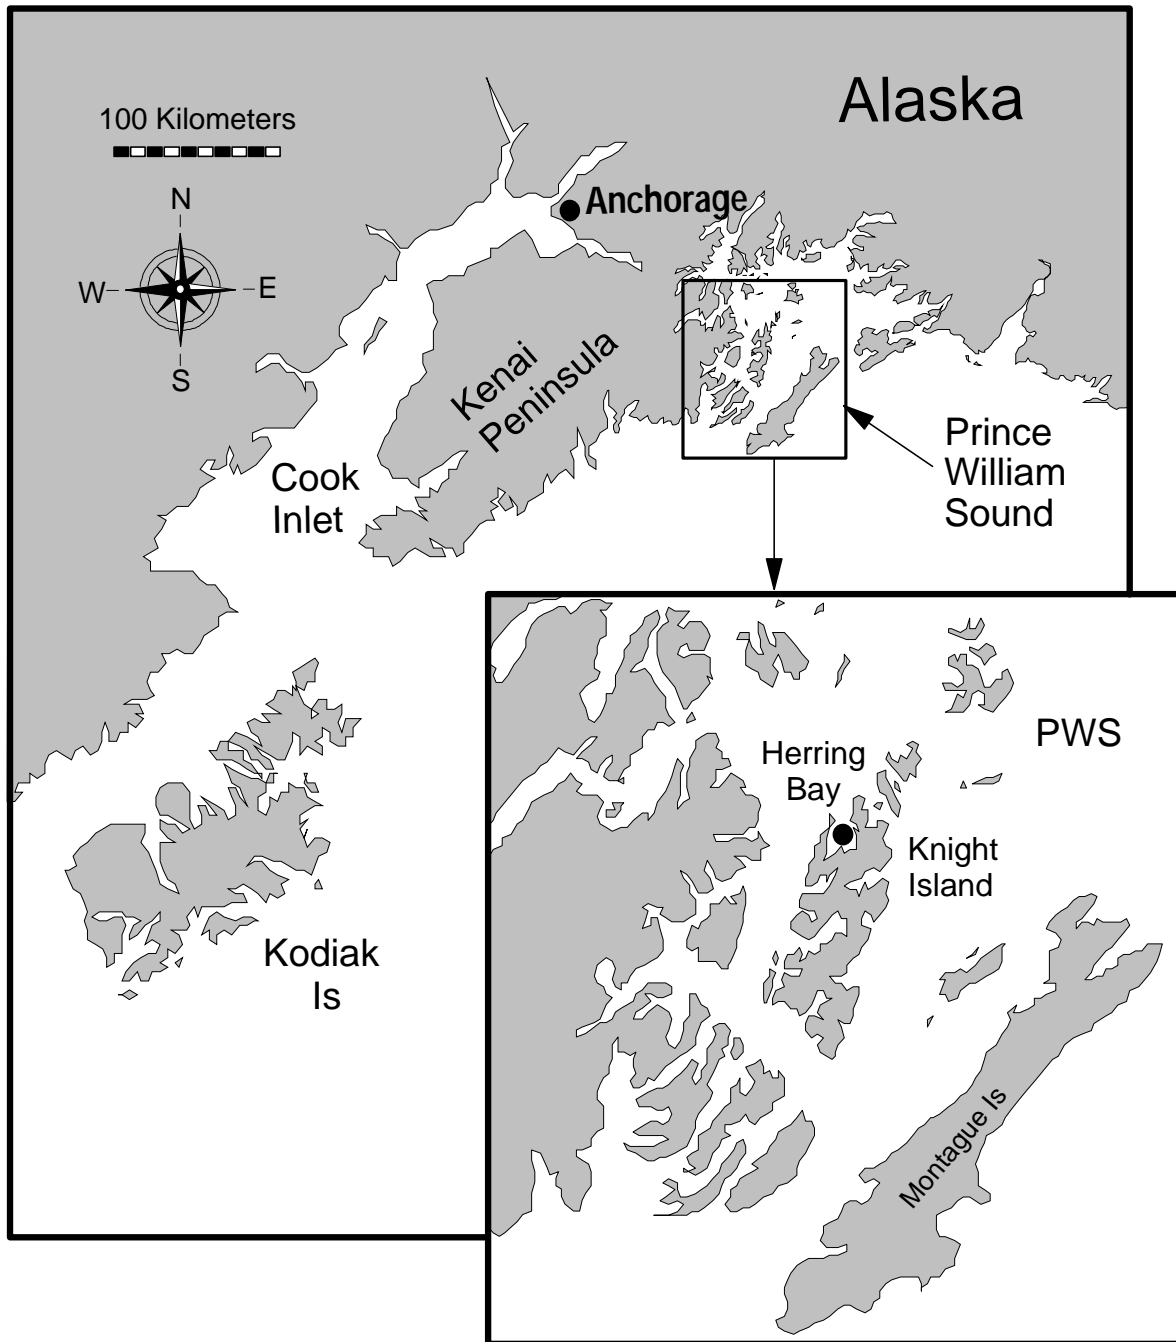 Alaska
100 Kilometers
N
W
E
S
Anchorage
Kenai
Peninsula
Cook
Inlet
Prince
William
Sound
PWS
Herring
Bay
Knight
Island
Kodiak
Is
Montague Is